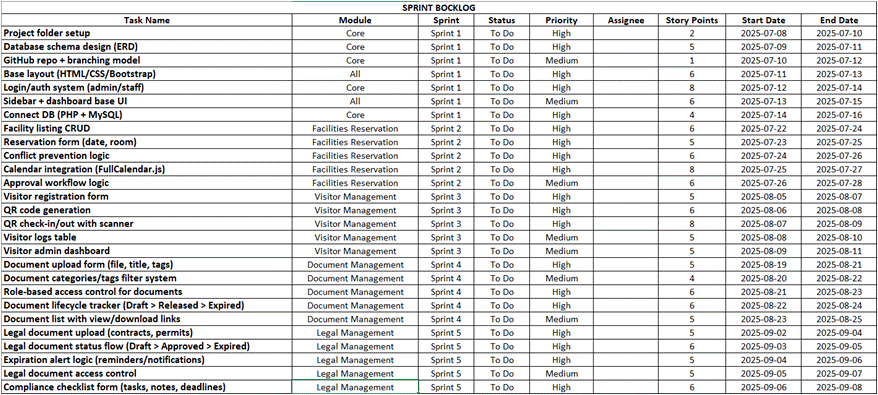 SPRINT BOCKLOG
Task Name Module Sprint Status Priority Assignee Story Points Start Date End Date
Project folder setup Core Sprint 1 To Do High 2 2025-07-08 2025-07-10
Database schema design (ERD) Core Sprint 1 To Do High 5 2025-07-09 2025-07-11
GitHub repo + branching model Core Sprint 1 To Do Medium 1 2025-07-10 2025-07-12
Base layout (HTML/CSS/Bootstrap) All Sprint 1 To Do High 6 2025-07-11 2025-07-13
Login/auth system (admin/staff) Core Sprint 1 To Do High 8 2025-07-12 2025-07-14
Sidebar + dashboard base UI All Sprint 1 To Do Medium 6 2025-07-13 2025-07-15
Connect DB (PHP + MySQL) Core Sprint 1 To Do High 4 2025-07-14 2025-07-16
Facility listing CRUD Facilities Reservation Sprint 2 To Do High 6 2025-07-22 2025-07-24
Reservation form (date, room) Facilities Reservation Sprint 2 To Do High 5 2025-07-23 2025-07-25
Conflict prevention logic Facilities Reservation Sprint 2 To Do High 6 2025-07-24 2025-07-26
Calendar integration (FullCalendar.js) Facilities Reservation Sprint 2 To Do High 8 2025-07-25 2025-07-27
Approval workflow logic Facilities Reservation Sprint 2 To Do Medium 6 2025-07-26 2025-07-28
Visitor registration form Visitor Management Sprint 3 To Do High 5 2025-08-05 2025-08-07
QR code generation Visitor Management Sprint 3 To Do High 6 2025-08-06 2025-08-08
QR check-in/out with scanner Visitor Management Sprint 3 To Do High 8 2025-08-07 2025-08-09
Visitor logs table Visitor Management Sprint 3 To Do Medium 5 2025-08-08 2025-08-10
Visitor admin dashboard Visitor Management Sprint 3 To Do Medium 5 2025-08-09 2025-08-11
Document upload form (file, title, tags) Document Management Sprint 4 To Do High 5 2025-08-19 2025-08-21
Document categories/tags filter system Document Management Sprint 4 To Do Medium 4 2025-08-20 2025-08-22
Role-based access control for documents Document Management Sprint 4 To Do High 6 2025-08-21 2025-08-23
Document lifecycle tracker (Draft > Released > Expired) Document Management Sprint 4 To Do High 6 2025-08-22 2025-08-24
Document list with view/download links Document Management Sprint 4 To Do Medium 5 2025-08-23 2025-08-25
Legal document upload (contracts, permits) Legal Management Sprint 5 To Do High 5 2025-09-02 2025-09-04
Legal document status flow (Draft > Approved > Expired) Legal Management Sprint 5 To Do High 6 2025-09-03 2025-09-05
Expiration alert logic (reminders/notifications) Legal Management Sprint 5 To Do High 5 2025-09-04 2025-09-06
Legal document access control Legal Management Sprint 5 To Do Medium 5 2025-09-05 2025-09-07
Compliance checklist form (tasks, notes, deadlines) Legal Management Sprint 5 To Do High 6 2025-09-06 2025-09-08